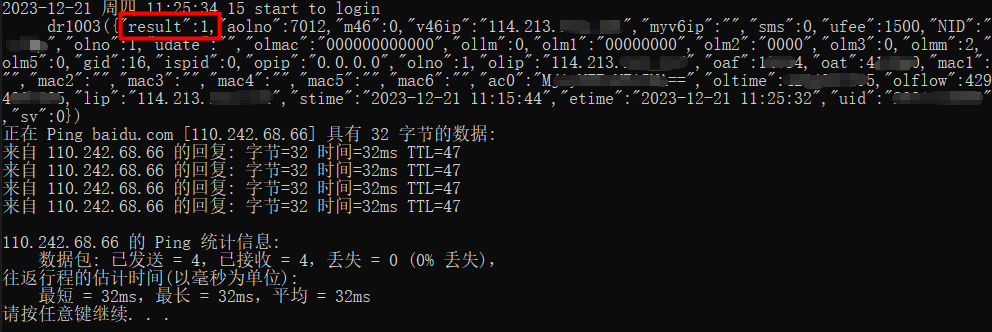 2023-12-21 周四 11:25:34.15 start to login
dr1003({"result":1,"aolno":7012,"m46":0,"v46ip":"114.213. ","myv6ip":"","sms":0,"ufee":1500,"NID":"
","olno":1,"udate":"","olmac":"000000000000","ollm":0,"olm1":"00000000","olm2":"0000","olm3":0,"olmm":2,"
olm5":0,"gid":16,"ispid":0,"opip":"0.0.0.0","olno":1,"olip":"114.213. ","oaf":1 4,"oat":4 0,"mac1":
"","mac2":"","mac3":"","mac4":"","mac5":"","mac6":"","ac0":" ==","oltime": ,"olflow":429
4 5,"lip":"114.213. ","stime":"2023-12-21 11:15:44","etime":"2023-12-21 11:25:32","uid":"
,"sv":0})
正在 Ping baidu.com [110.242.68.66] 具有 32 字节的数据:
来自 110.242.68.66 的回复: 字节=32 时间=32ms TTL=47
来自 110.242.68.66 的回复: 字节=32 时间=32ms TTL=47
来自 110.242.68.66 的回复: 字节=32 时间=32ms TTL=47
来自 110.242.68.66 的回复: 字节=32 时间=32ms TTL=47
110.242.68.66 的 Ping 统计信息:
数据包: 已发送 = 4，已接收 = 4，丢失 = 0 (0% 丢失)，
往返行程的估计时间(以毫秒为单位):
最短 = 32ms，最长 = 32ms，平均 = 32ms
请按任意键继续. . .